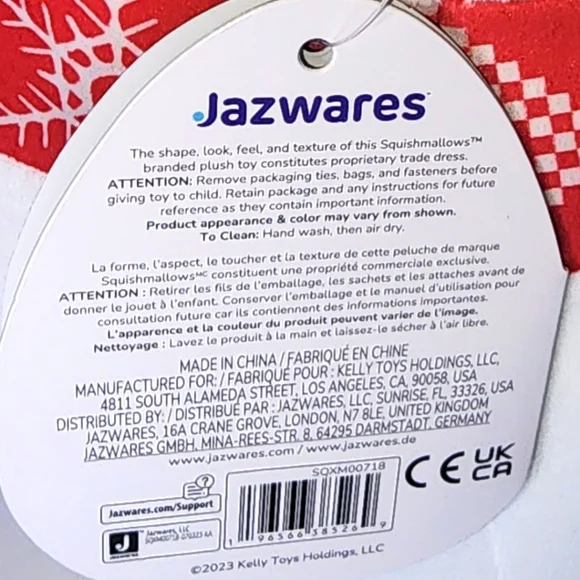 Jazwares
The shape, look, feel, and texture of this Squishmallows™
branded plush toy constitutes proprietary trade dress.
ATTENTION: Remove packaging ties, bags, and fasteners before
giving toy to child. Retain package and any instructions for future
reference as they contain important information.
Product appearance & color may vary from shown.
To Clean: Hand wash, then air dry.
La forme, l'aspect, le toucher et la texture de cette peluche de marque
Squishmallows ᴹᶜ constituent une propriété commerciale exclusive.
ATTENTION : Retirer les fils de l'emballage, les sachets et les attaches avant de
donner le jouet à l'enfant. Conserver l'emballage et le manuel d'utilisation pour
consultation future car ils contiennent des informations importantes.
L'apparence et la couleur du produit peuvent varier de l'image.
Nettoyage : Lavez le produit à la main et laissez-le sécher à l'air libre.
MADE IN CHINA / FABRIQUÉ EN CHINE
MANUFACTURED FOR: / FABRIQUÉ POUR : KELLY TOYS HOLDINGS, LLC,
4811 SOUTH ALAMEDA STREET, LOS ANGELES, CA, 90058, USA
DISTRIBUTED BY: / DISTRIBUÉ PAR : JAZWARES, LLC, SUNRISE, FL, 33326, USA
JAZWARES, 16A CRANE GROVE, LONDON, N7 8LE, UNITED KINGDOM
JAZWARES GMBH, MINA-REES-STR. 8, 64295 DARMSTADT, GERMANY
www.jazwares.com / www.jazwares.de
SQXM00718
CE UK CA
Jazwares.com/Support
J Jazwares, LLC
SQXM00718-070323 AA
1 96566 38526 9
©2023 Kelly Toys Holdings, LLC